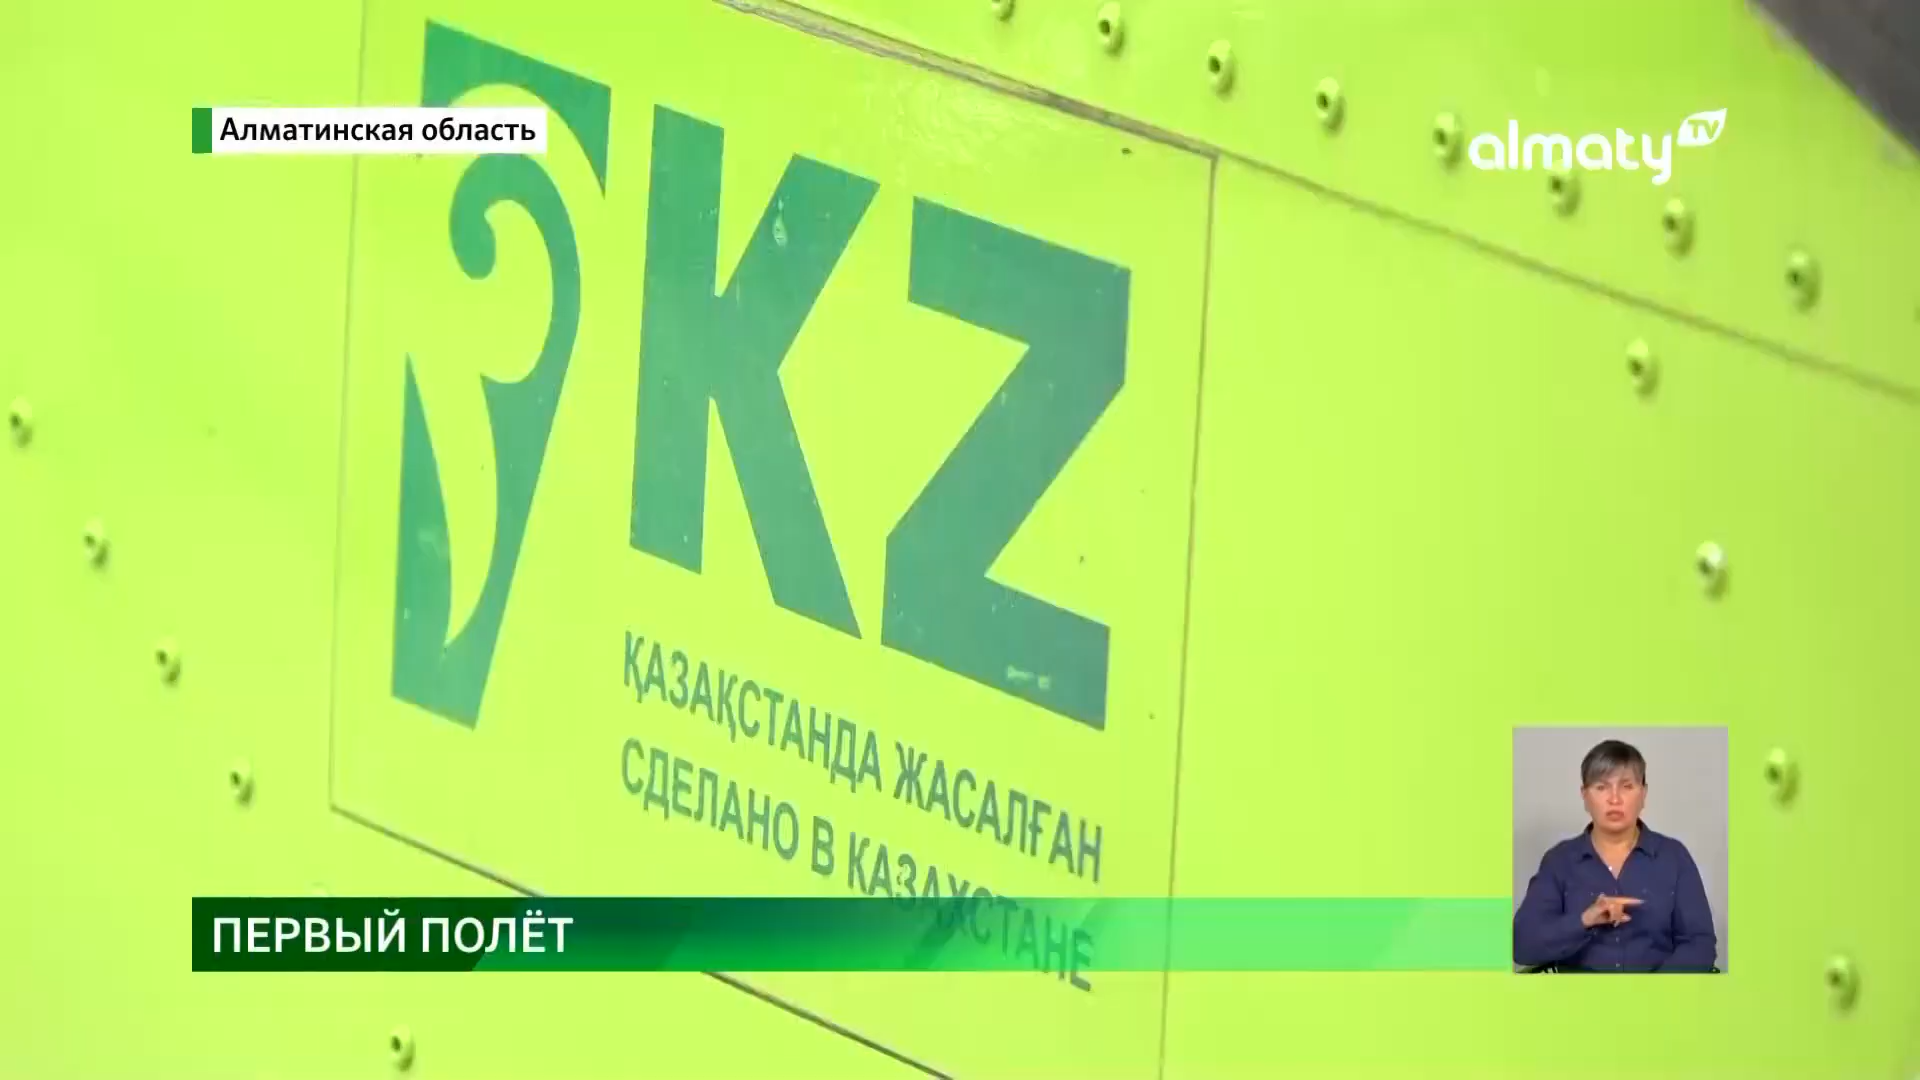 Алматинская область
almaty TV
KZ
ҚАЗАҚСТАНДА ЖАСАЛҒАН
СДЕЛАНО В КАЗАХСТАНЕ
ПЕРВЫЙ ПОЛЁТ